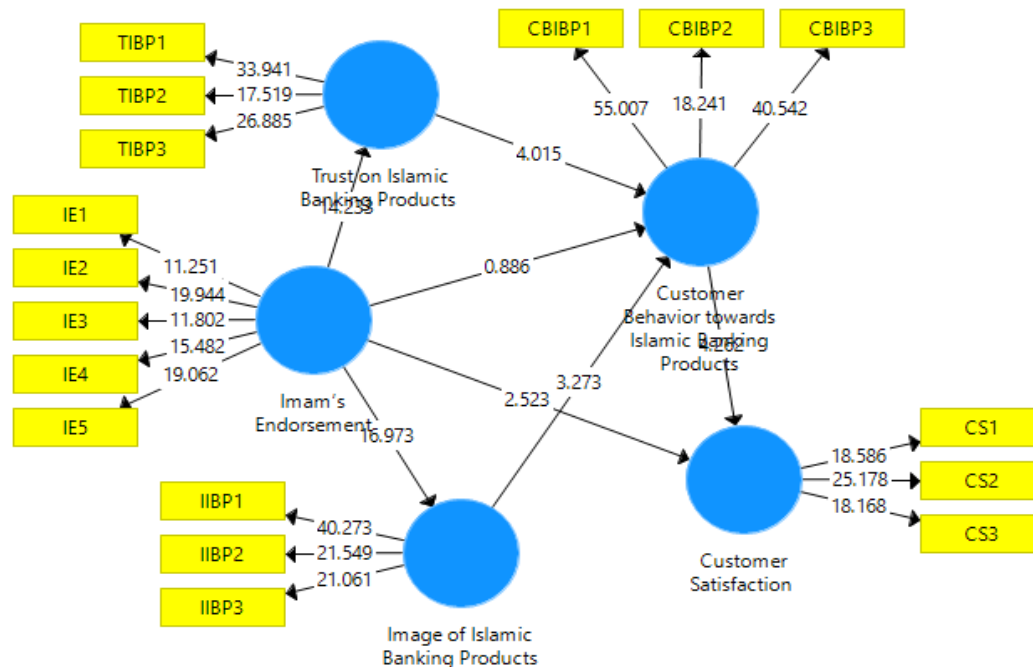 CBIBP1
CBIBP2
CBIBP3
TIBP1
TIBP2
TIBP3
33.941
17.519
26.885
55.007
18.241
40.542
4.015
Trust on Islamic
Banking Products
14.233
IE1
IE2
IE3
IE4
IE5
11.251
19.944
11.802
15.482
19.062
0.886
Customer
Behavior towards
Islamic Banking
Products
4.262
Imam's
Endorsement
2.523
3.273
16.973
CS1
CS2
CS3
18.586
25.178
18.168
Customer
Satisfaction
IIBP1
IIBP2
IIBP3
40.273
21.549
21.061
Image of Islamic
Banking Products